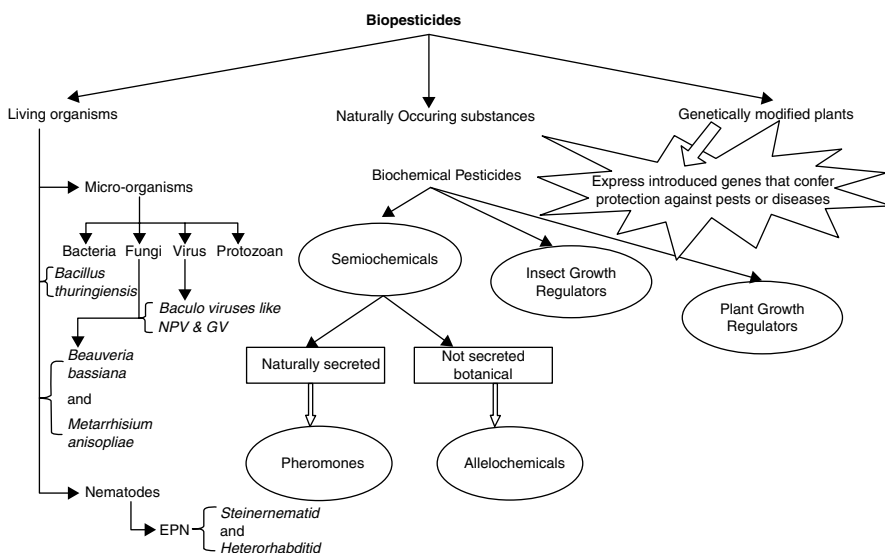 Biopesticides
Living organisms
Naturally Occuring substances
Genetically modified plants
Micro-organisms
Biochemical Pesticides
Express introduced genes that confer
protection against pests or diseases
Bacteria
Fungi
Virus
Protozoan
Semiochemicals
Insect Growth
Regulators
Plant Growth
Regulators
Bacillus
thuringiensis
Baculo viruses like
NPV & GV
Beauveria
bassiana
and
Metarrhisium
anisopliae
Naturally secreted
Not secreted
botanical
Pheromones
Allelochemicals
Nematodes
EPN
Steinernematid
and
Heterorhabditid